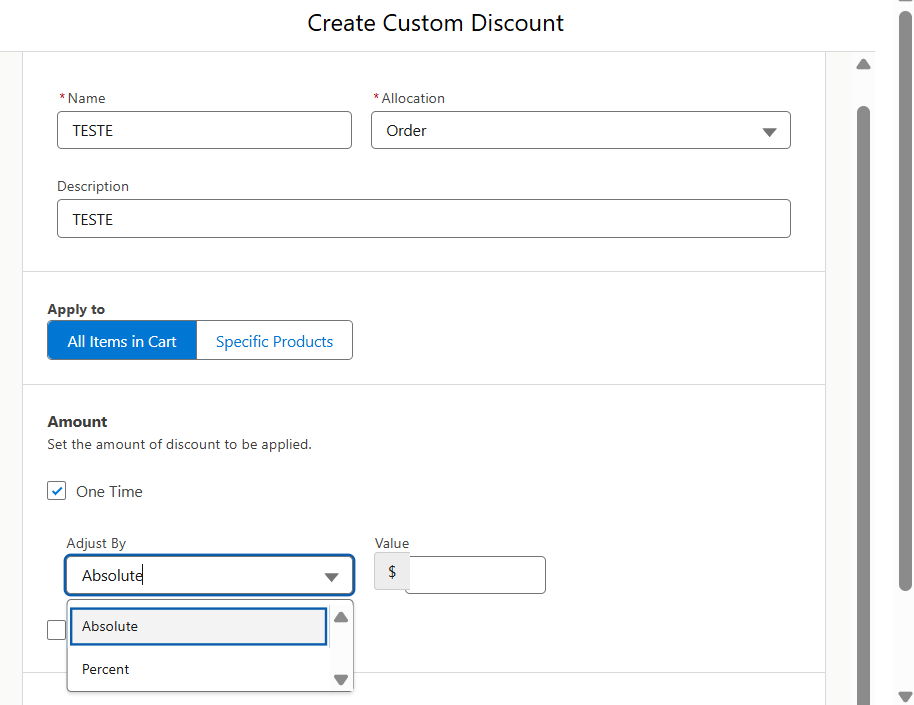 Create Custom Discount
*Name
*Allocation
TESTE
Order
Description
TESTE
Apply to
All Items in Cart
Specific Products
Amount
Set the amount of discount to be applied.
One Time
Adjust By
Value
Absolute
$
Absolute
Percent